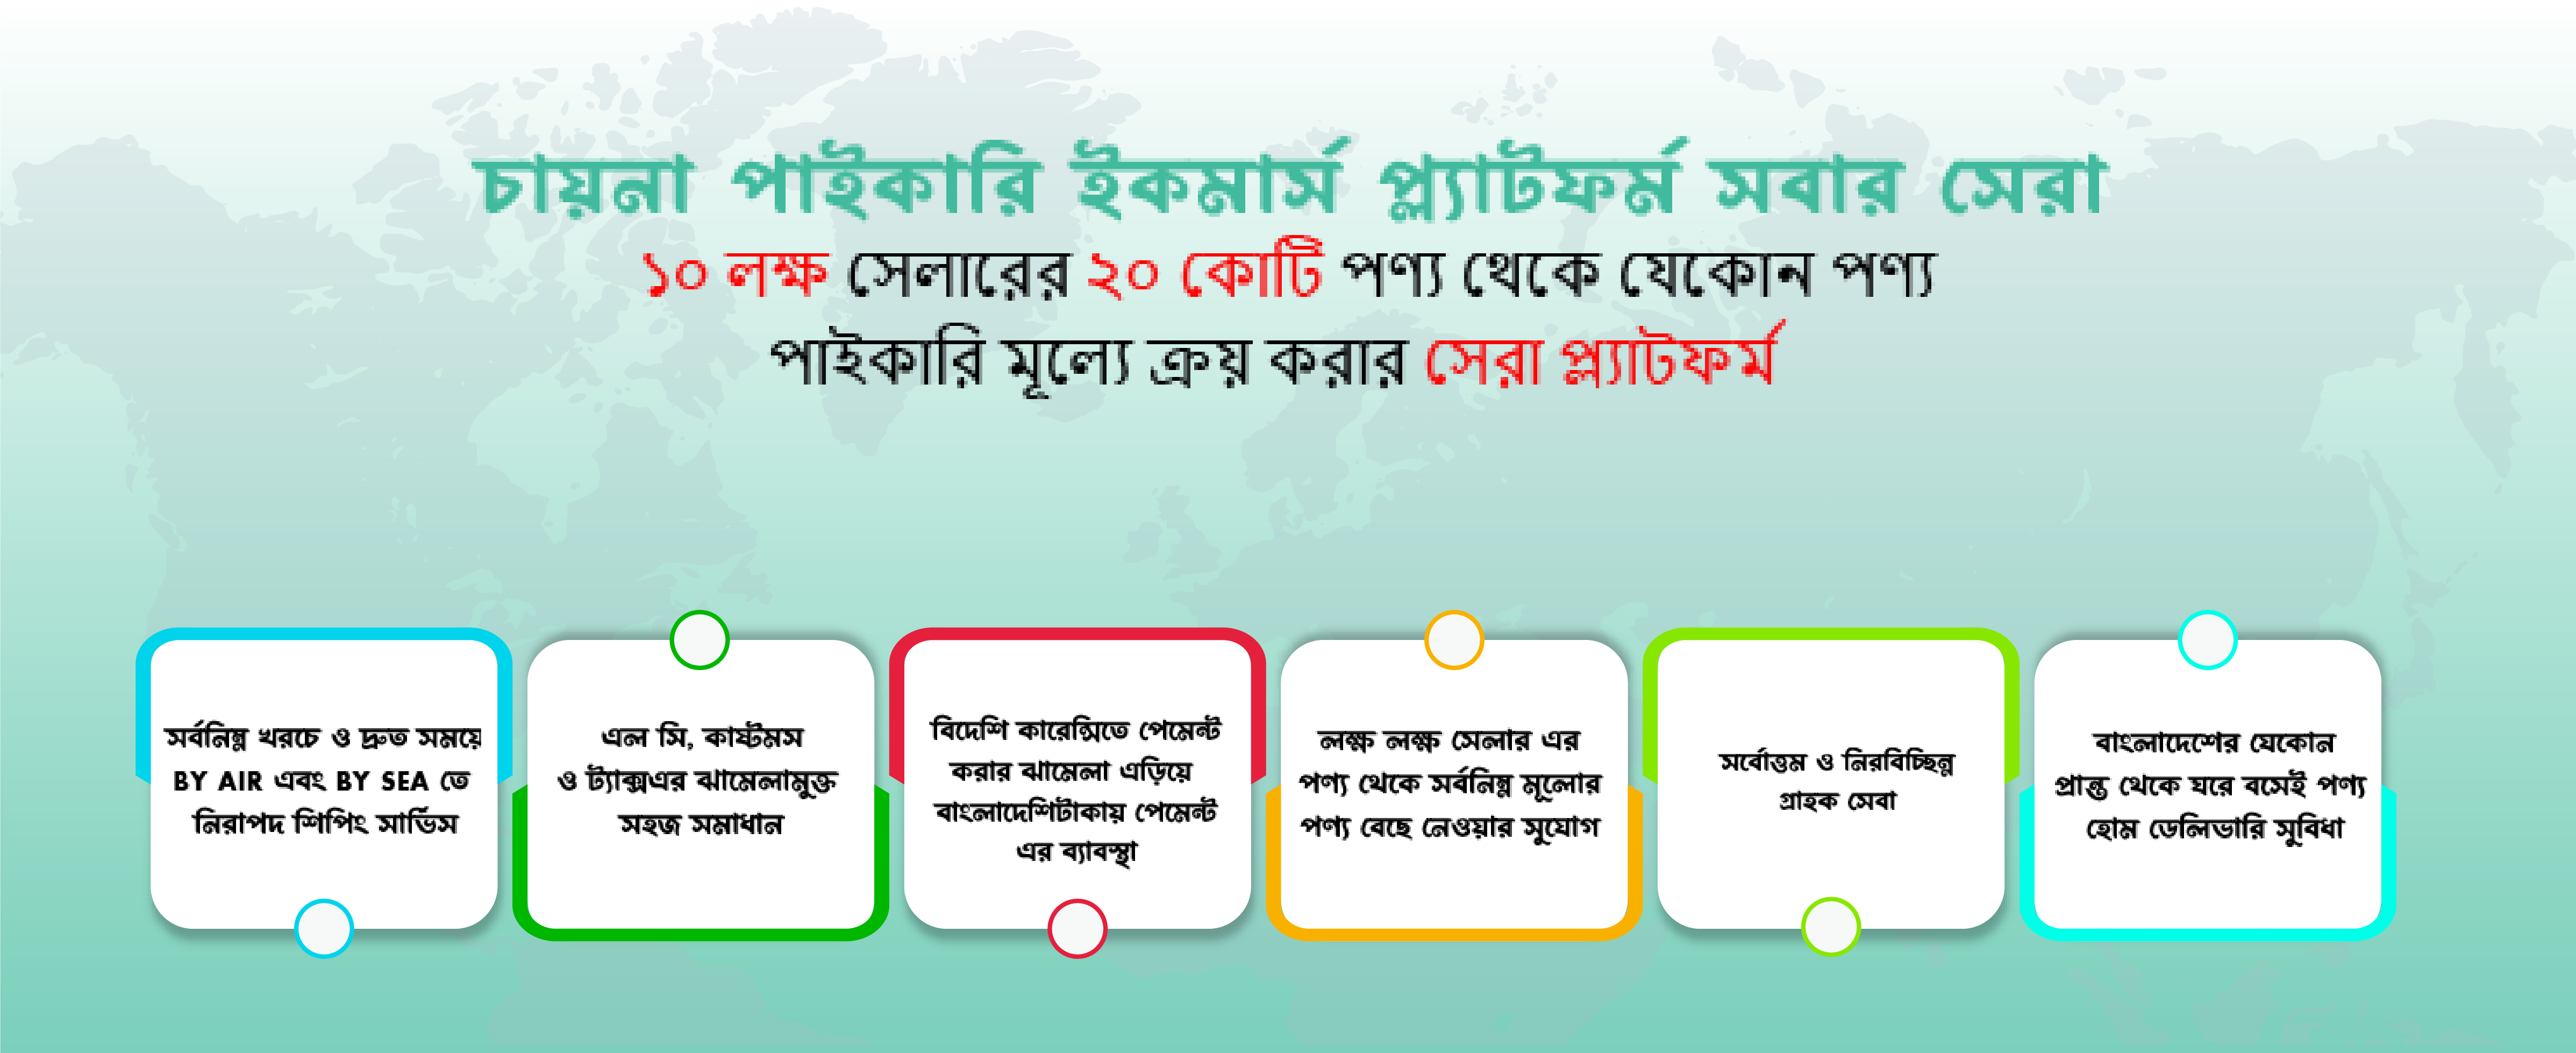 চায়না পাইকারি ইকমার্স প্ল্যাটফর্ম সবার সেরা
১০ লক্ষ সেলারের ২০ কোটি পণ্য থেকে যেকোন পণ্য
পাইকারি মূল্যে ক্রয় করার সেরা প্ল্যাটফর্ম
সর্বনিম্ন খরচে ও দ্রুত সময়ে
BY AIR এবং BY SEA তে
নিরাপদ শিপিং সার্ভিস
এল সি, কাস্টমস
ও ট্যাক্সএর ঝামেলামুক্ত
সহজ সমাধান
বিদেশি কারেন্সিতে পেমেন্ট
করার ঝামেলা এড়িয়ে
বাংলাদেশিটাকায় পেমেন্ট
এর ব্যাবস্থা
লক্ষ লক্ষ সেলার এর
পণ্য থেকে সর্বনিম্ন মূল্যের
পণ্য বেছে নেওয়ার সুযোগ
সর্বোত্তম ও নিরবিচ্ছিন্ন
গ্রাহক সেবা
বাংলাদেশের যেকোন
প্রান্ত থেকে ঘরে বসেই পণ্য
হোম ডেলিভারি সুবিধা